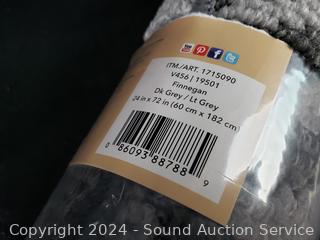 ITM./ART. 1715090
V456 | 19501
Finnegan
Dk Grey / Lt Grey
24 in x 72 in (60 cm x 182 cm)
0 86093 88788 9
Copyright 2024 - Sound Auction Service